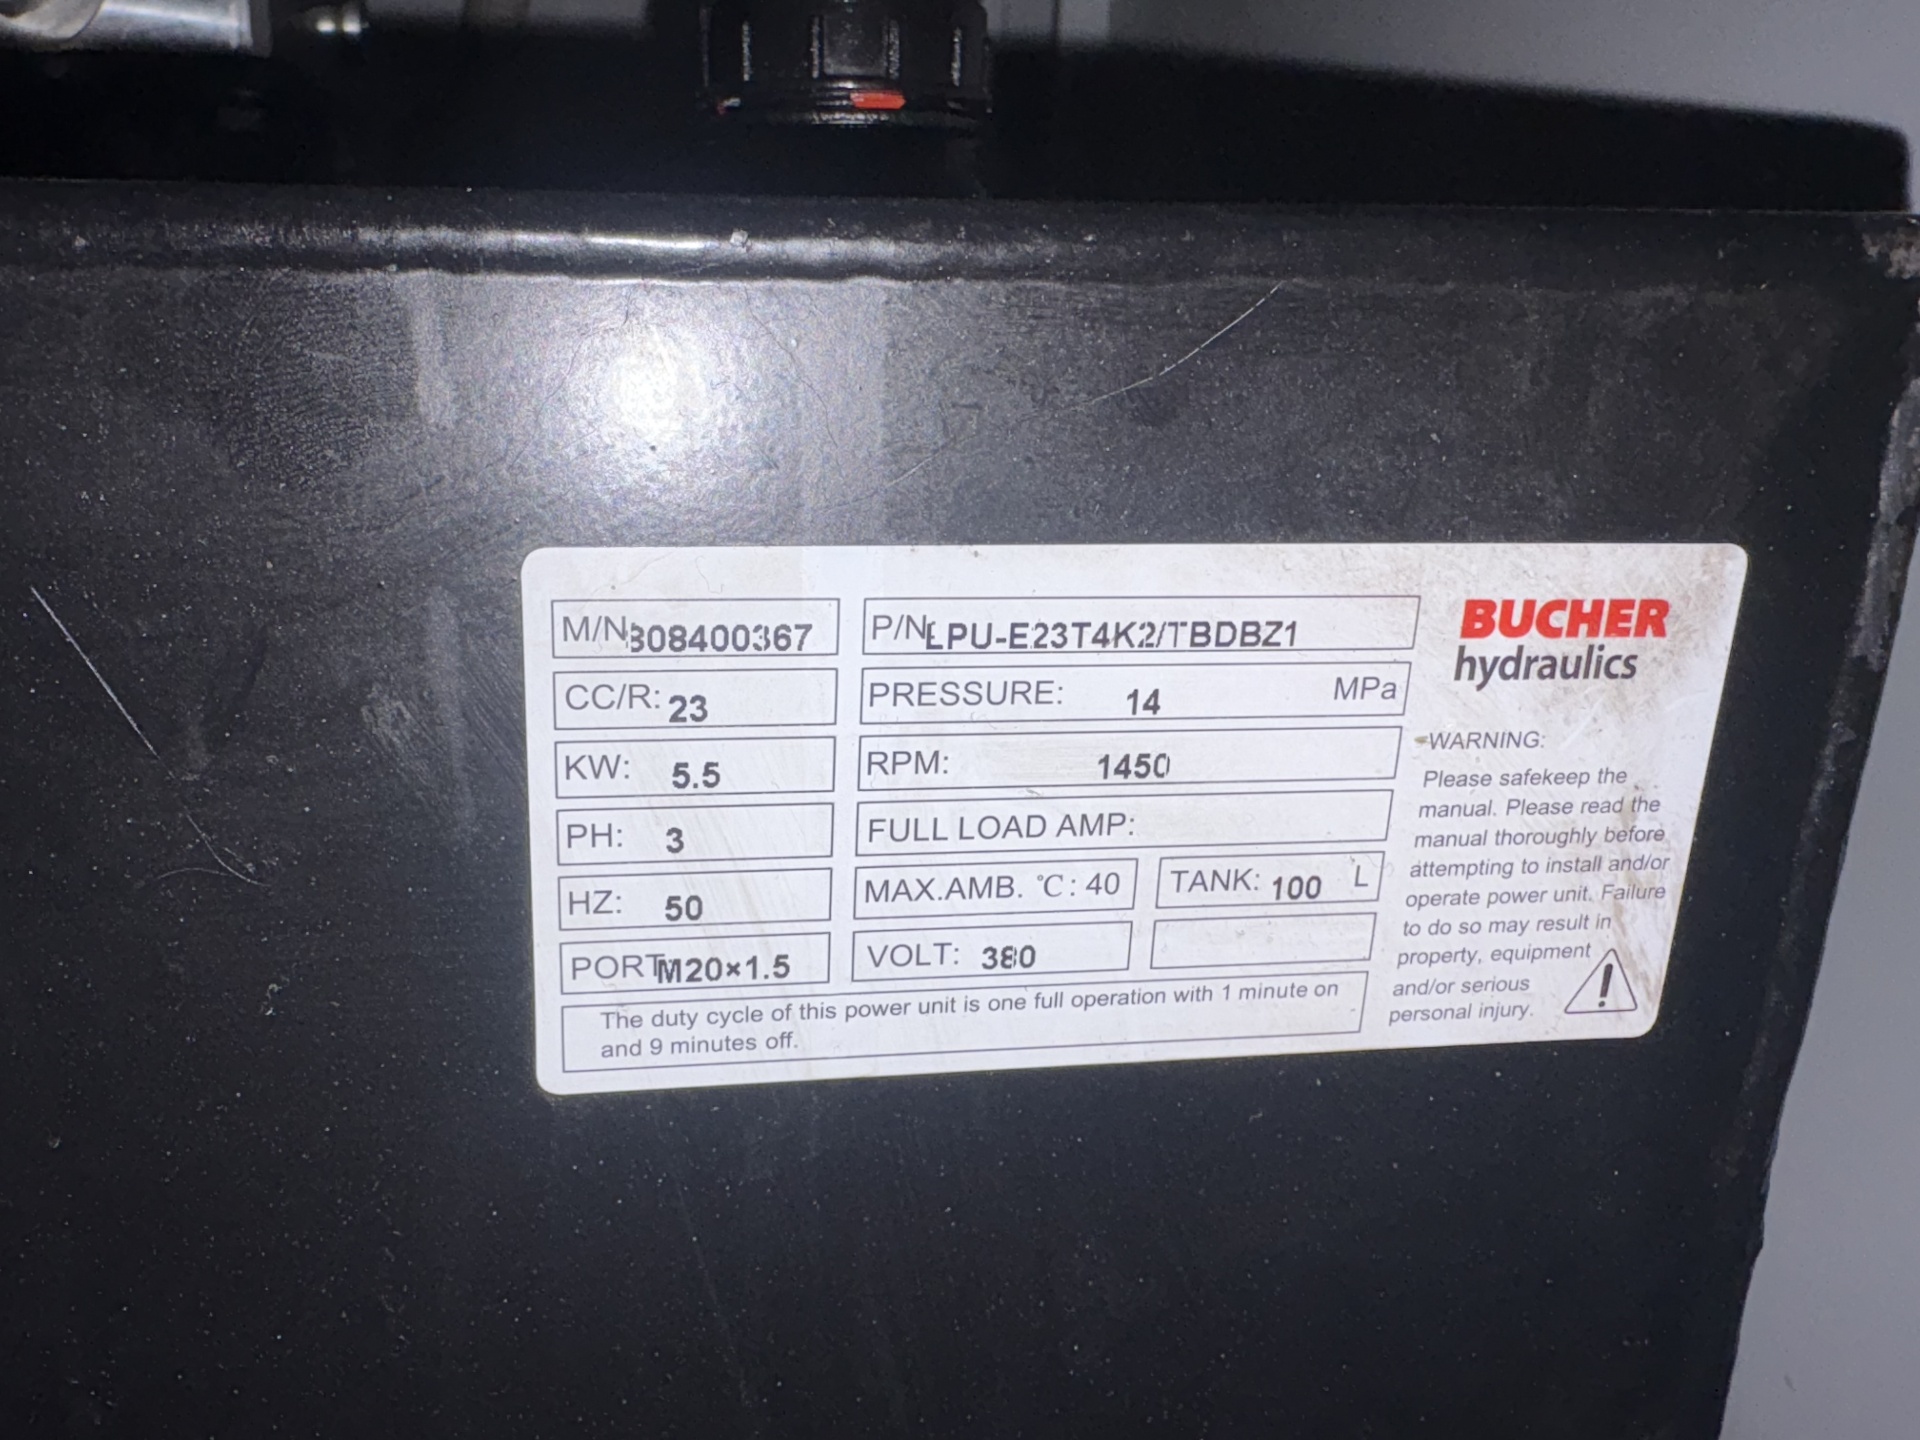 M/N: 308400367
P/N: LPU-E23T4K2/TBDBZ1
CC/R: 23
PRESSURE: 14 MPa
KW: 5.5
RPM: 1450
PH: 3
FULL LOAD AMP:
HZ: 50
MAX.AMB. ℃: 40
TANK: 100 L
PORT: M20×1.5
VOLT: 380
The duty cycle of this power unit is one full operation with 1 minute on
and 9 minutes off.
BUCHER
hydraulics
WARNING:
Please safekeep the
manual. Please read the
manual thoroughly before
attempting to install and/or
operate power unit. Failure
to do so may result in
property, equipment
and/or serious
personal injury.